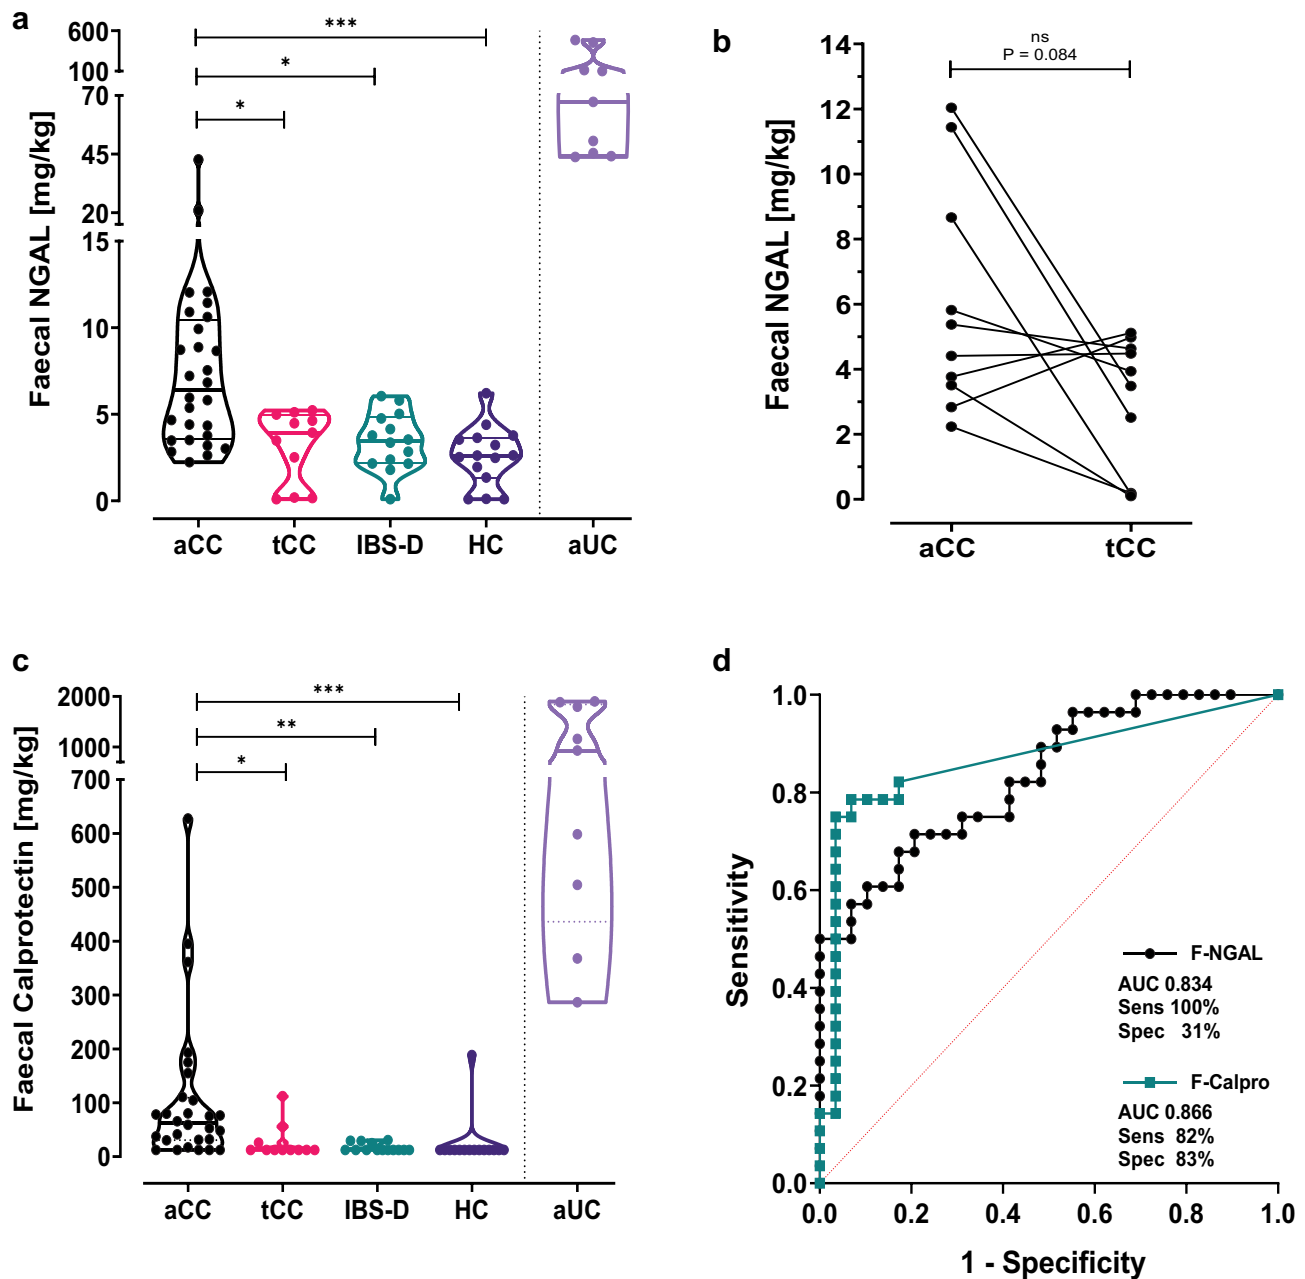 a
Faecal NGAL [mg/kg]
600
100
70
45
20
15
10
5
0
***
*
*
aCC
tCC
IBS-D
HC
aUC
b
Faecal NGAL [mg/kg]
14
12
10
8
6
4
2
0
ns
P = 0.084
aCC
tCC
c
Faecal Calprotectin [mg/kg]
2000
1000
700
600
500
400
300
200
100
0
***
**
*
aCC
tCC
IBS-D
HC
aUC
d
Sensitivity
1.0
0.8
0.6
0.4
0.2
0.0
F-NGAL
AUC 0.834
Sens 100%
Spec 31%
F-Calpro
AUC 0.866
Sens 82%
Spec 83%
0.0
0.2
0.4
0.6
0.8
1.0
1 - Specificity